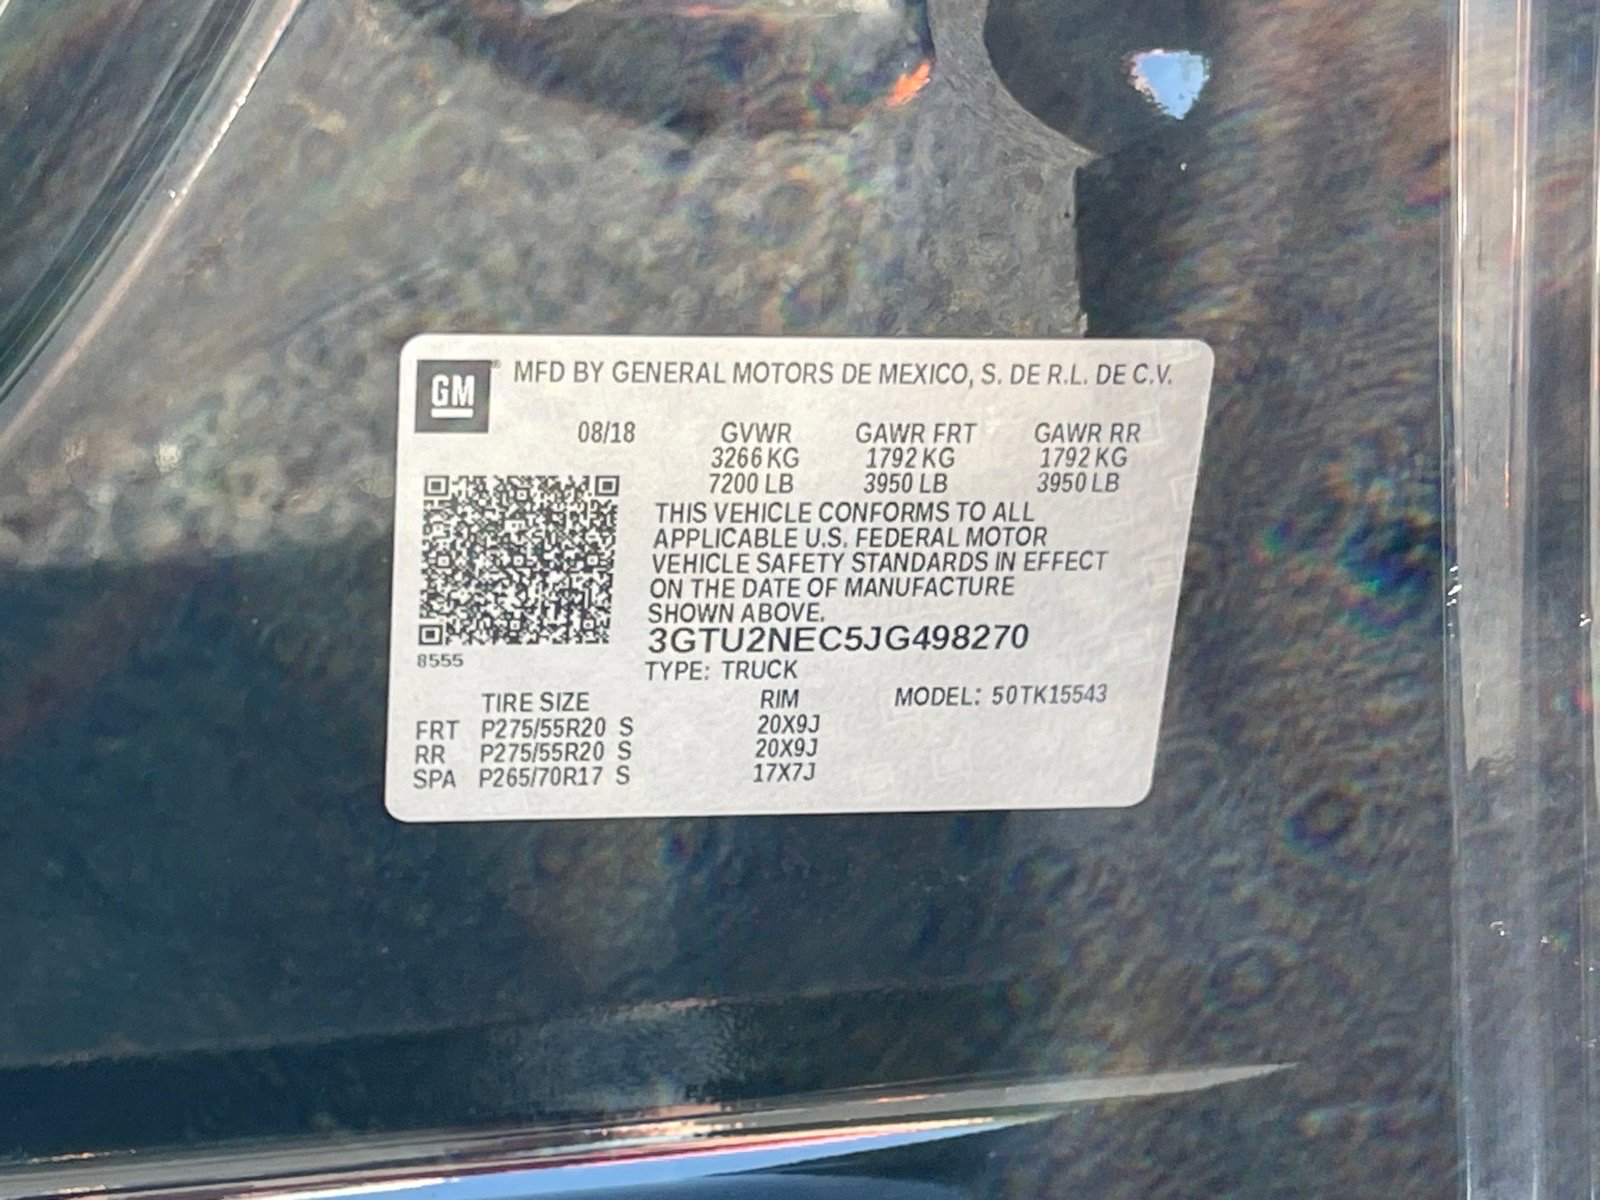 GM® MFD BY GENERAL MOTORS DE MEXICO, S. DE R.L. DE C.V.
08/18 GVWR GAWR FRT GAWR RR
3266 KG 1792 KG 1792 KG
7200 LB 3950 LB 3950 LB
THIS VEHICLE CONFORMS TO ALL
APPLICABLE U.S. FEDERAL MOTOR
VEHICLE SAFETY STANDARDS IN EFFECT
ON THE DATE OF MANUFACTURE
SHOWN ABOVE.
3GTU2NEC5JG498270
8555
TYPE: TRUCK
TIRE SIZE RIM MODEL: 50TK15543
FRT P275/55R20 S 20X9J
RR P275/55R20 S 20X9J
SPA P265/70R17 S 17X7J